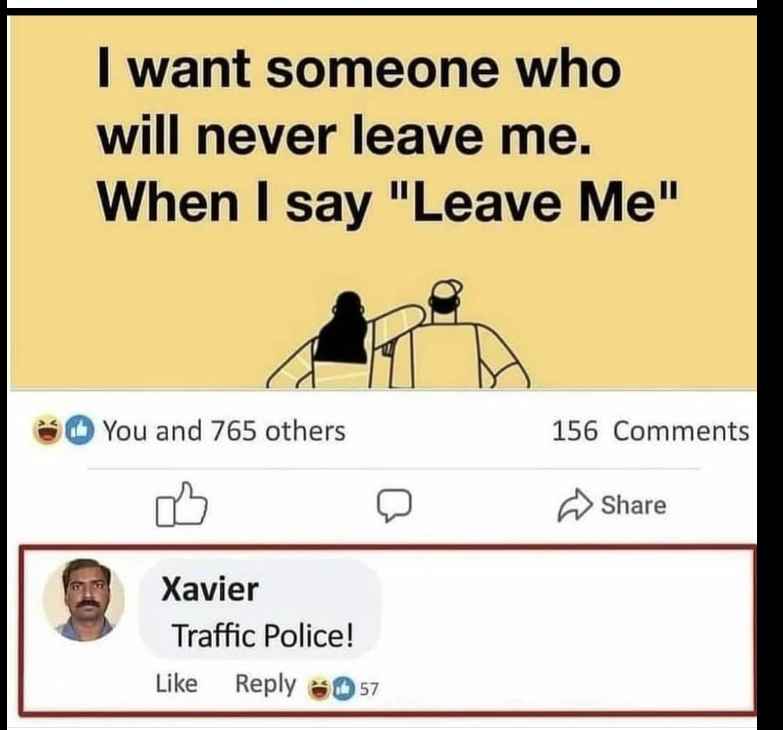 I want someone who
will never leave me.
When I say "Leave Me"
You and 765 others 156 Comments
Share
Xavier
Traffic Police!
Like Reply 57